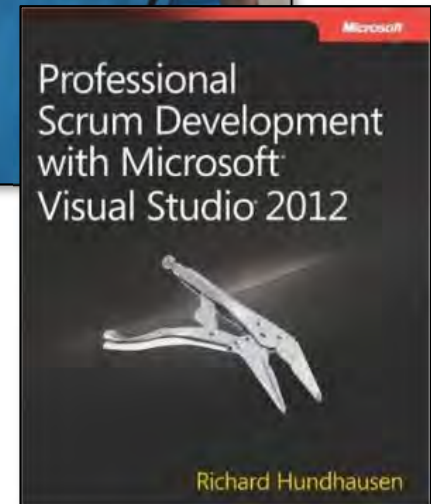 Microsoft
Professional
Scrum Development
with Microsoft®
Visual Studio® 2012
Richard Hundhausen